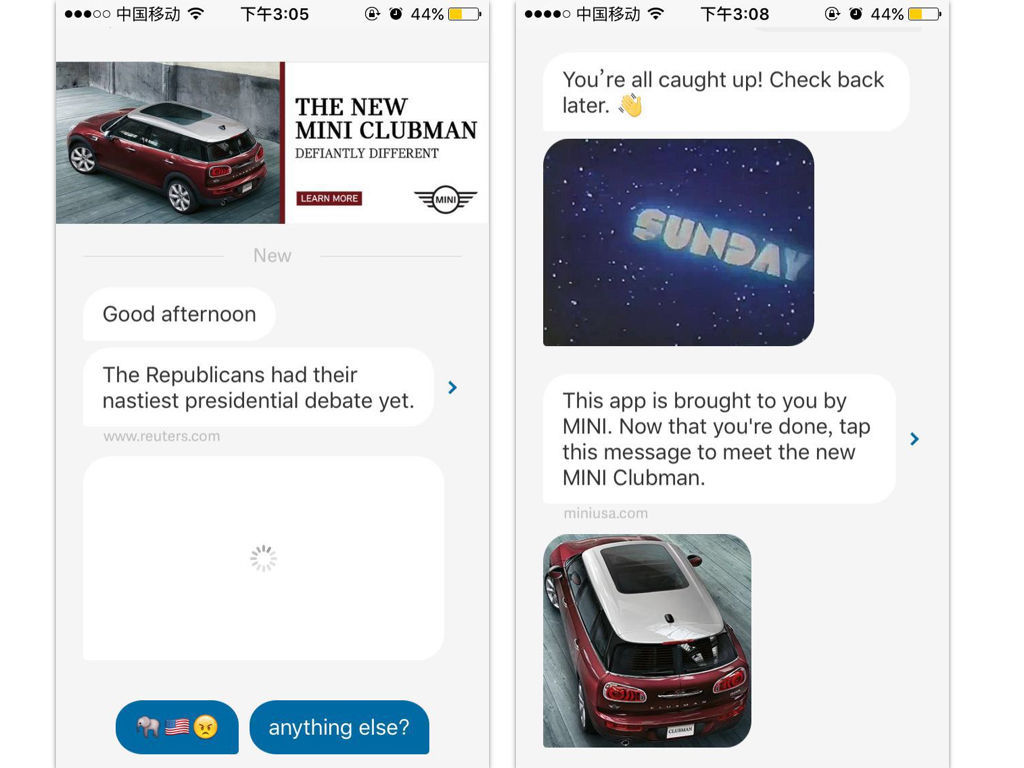 中国移动 下午3:05 44%
THE NEW
MINI CLUBMAN
DEFIANTLY DIFFERENT
LEARN MORE
MINI
New
Good afternoon
The Republicans had their
nastiest presidential debate yet.
www.reuters.com
🐘🇺🇸😠 anything else?
中国移动 下午3:08 44%
You’re all caught up! Check back
later. 👋
SUNDAY
This app is brought to you by
MINI. Now that you're done, tap
this message to meet the new
MINI Clubman.
miniusa.com
CLUBMAN
CLUBMAN